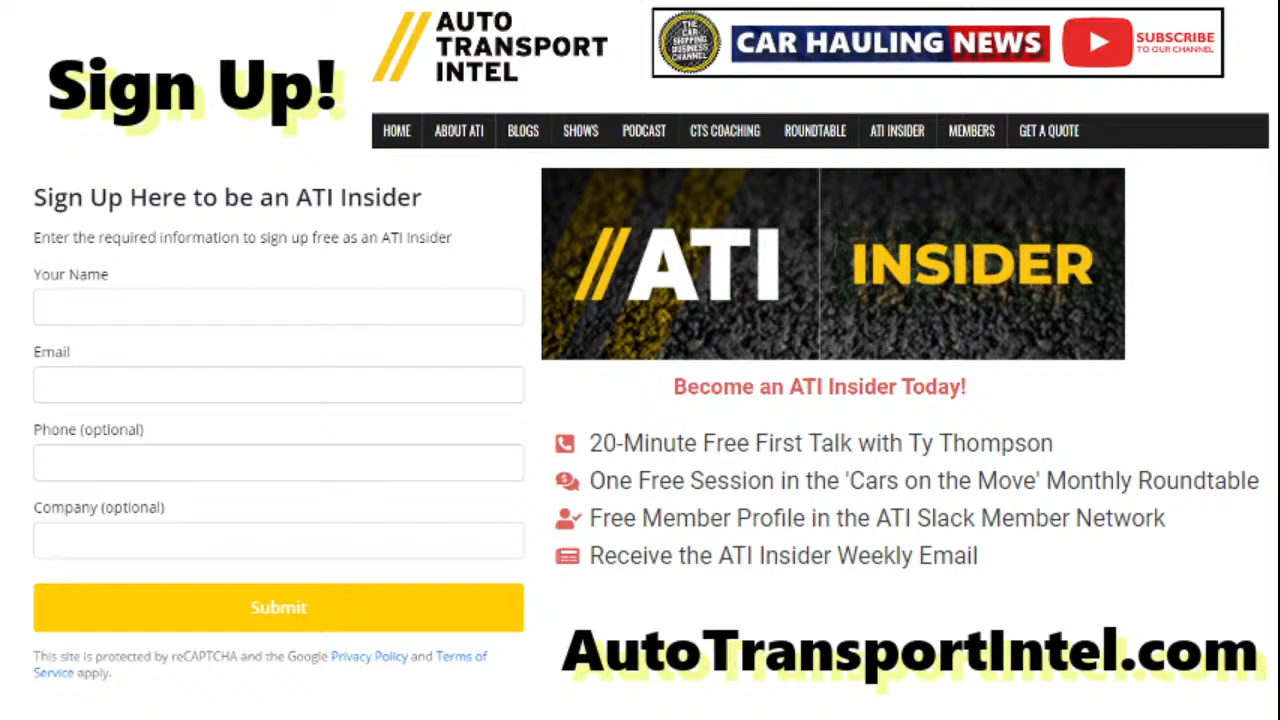 Sign Up!
AUTO
TRANSPORT
INTEL
THE
CAR
SHIPPING
BUSINESS
CHANNEL
CAR HAULING NEWS
SUBSCRIBE
TO OUR CHANNEL
HOME ABOUT ATI BLOGS SHOWS PODCAST CTS COACHING ROUNDTABLE ATI INSIDER MEMBERS GET A QUOTE
Sign Up Here to be an ATI Insider
Enter the required information to sign up free as an ATI Insider
Your Name
Email
Phone (optional)
Company (optional)
Submit
This site is protected by reCAPTCHA and the Google Privacy Policy and Terms of
Service apply.
//ATI INSIDER
Become an ATI Insider Today!
20-Minute Free First Talk with Ty Thompson
One Free Session in the 'Cars on the Move' Monthly Roundtable
Free Member Profile in the ATI Slack Member Network
Receive the ATI Insider Weekly Email
AutoTransportIntel.com